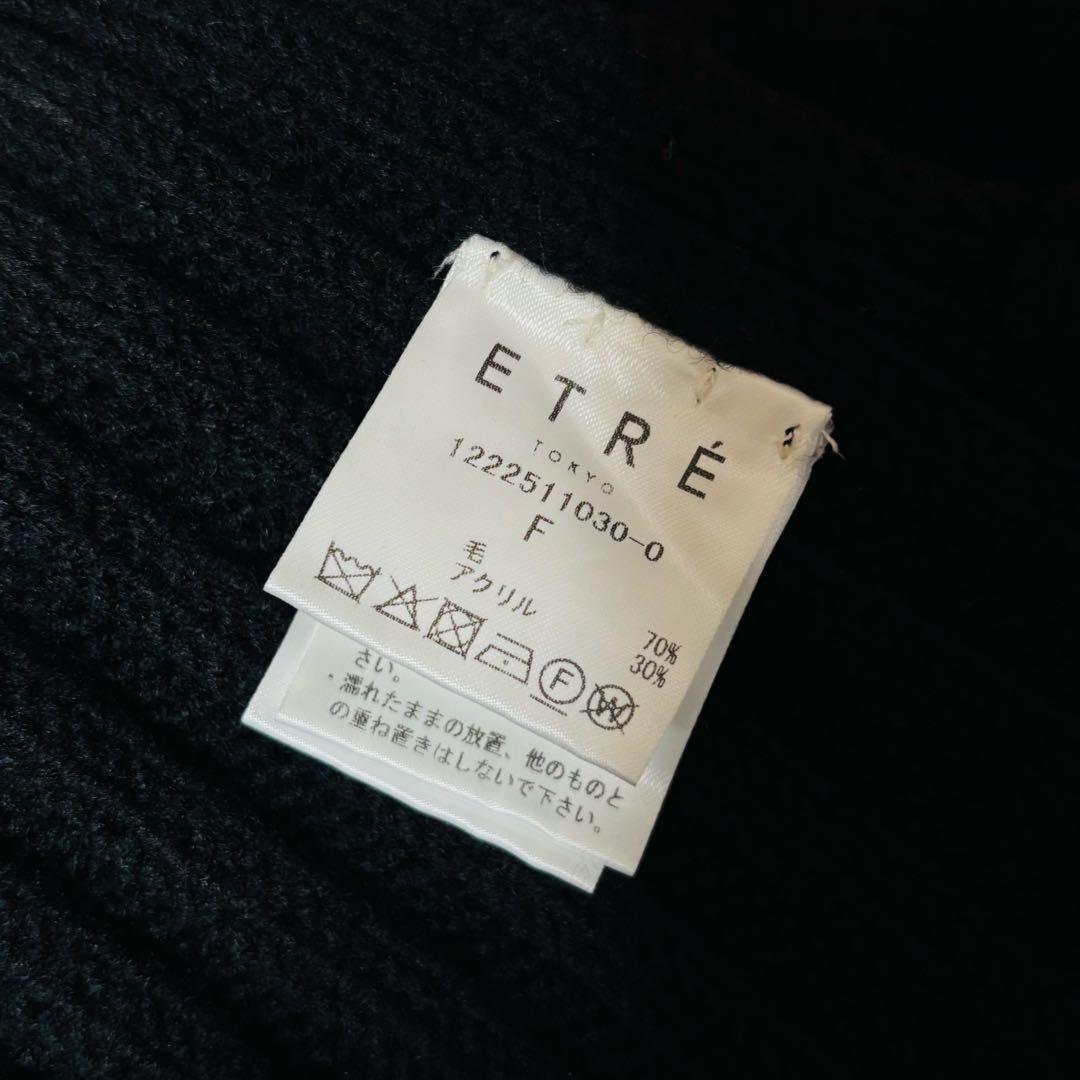 ETRÉ
TOKYO
1222511030-0
F
毛 70%
アクリル 30%
F
W
さい。
・濡れたままの放置、他のものと
の重ね置きはしないで下さい。